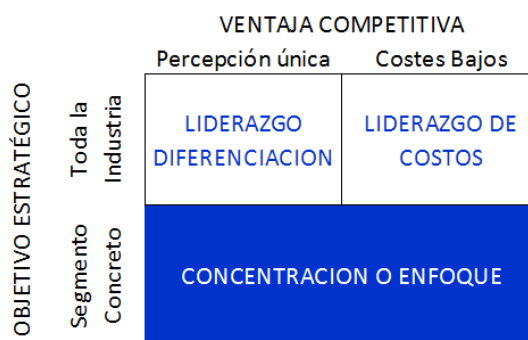 VENTAJA COMPETITIVA
Percepción única Costes Bajos
OBJETIVO ESTRATÉGICO
Toda la
Industria
LIDERAZGO
DIFERENCIACION
LIDERAZGO DE
COSTOS
Segmento
Concreto
CONCENTRACION O ENFOQUE